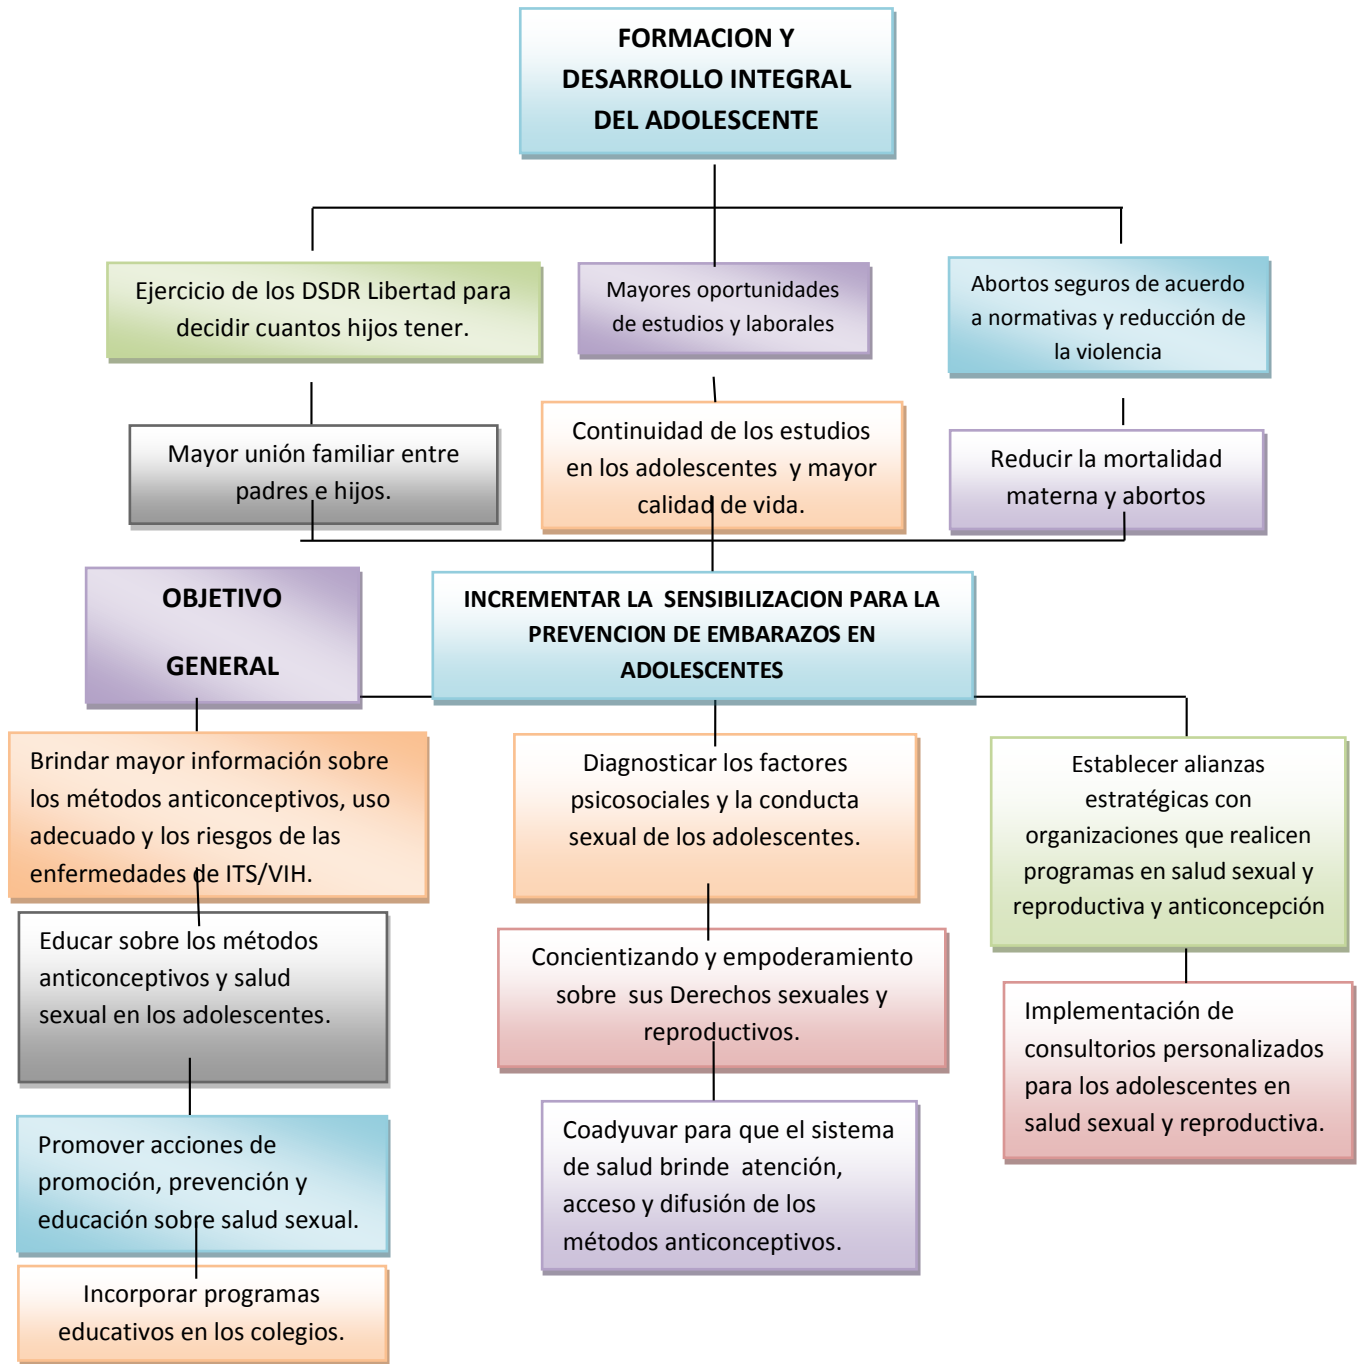 FORMACION Y
DESARROLLO INTEGRAL
DEL ADOLESCENTE
Ejercicio de los DSDR Libertad para
decidir cuantos hijos tener.
Mayores oportunidades
de estudios y laborales
Abortos seguros de acuerdo
a normativas y reducción de
la violencia
Mayor unión familiar entre
padres e hijos.
Continuidad de los estudios
en los adolescentes y mayor
calidad de vida.
Reducir la mortalidad
materna y abortos
OBJETIVO
GENERAL
INCREMENTAR LA SENSIBILIZACION PARA LA
PREVENCION DE EMBARAZOS EN
ADOLESCENTES
Brindar mayor información sobre
los métodos anticonceptivos, uso
adecuado y los riesgos de las
enfermedades de ITS/VIH.
Diagnosticar los factores
psicosociales y la conducta
sexual de los adolescentes.
Establecer alianzas
estratégicas con
organizaciones que realicen
programas en salud sexual y
reproductiva y anticoncepción
Educar sobre los métodos
anticonceptivos y salud
sexual en los adolescentes.
Concientizando y empoderamiento
sobre sus Derechos sexuales y
reproductivos.
Implementación de
consultorios personalizados
para los adolescentes en
salud sexual y reproductiva.
Promover acciones de
promoción, prevención y
educación sobre salud sexual.
Coadyuvar para que el sistema
de salud brinde atención,
acceso y difusión de los
métodos anticonceptivos.
Incorporar programas
educativos en los colegios.